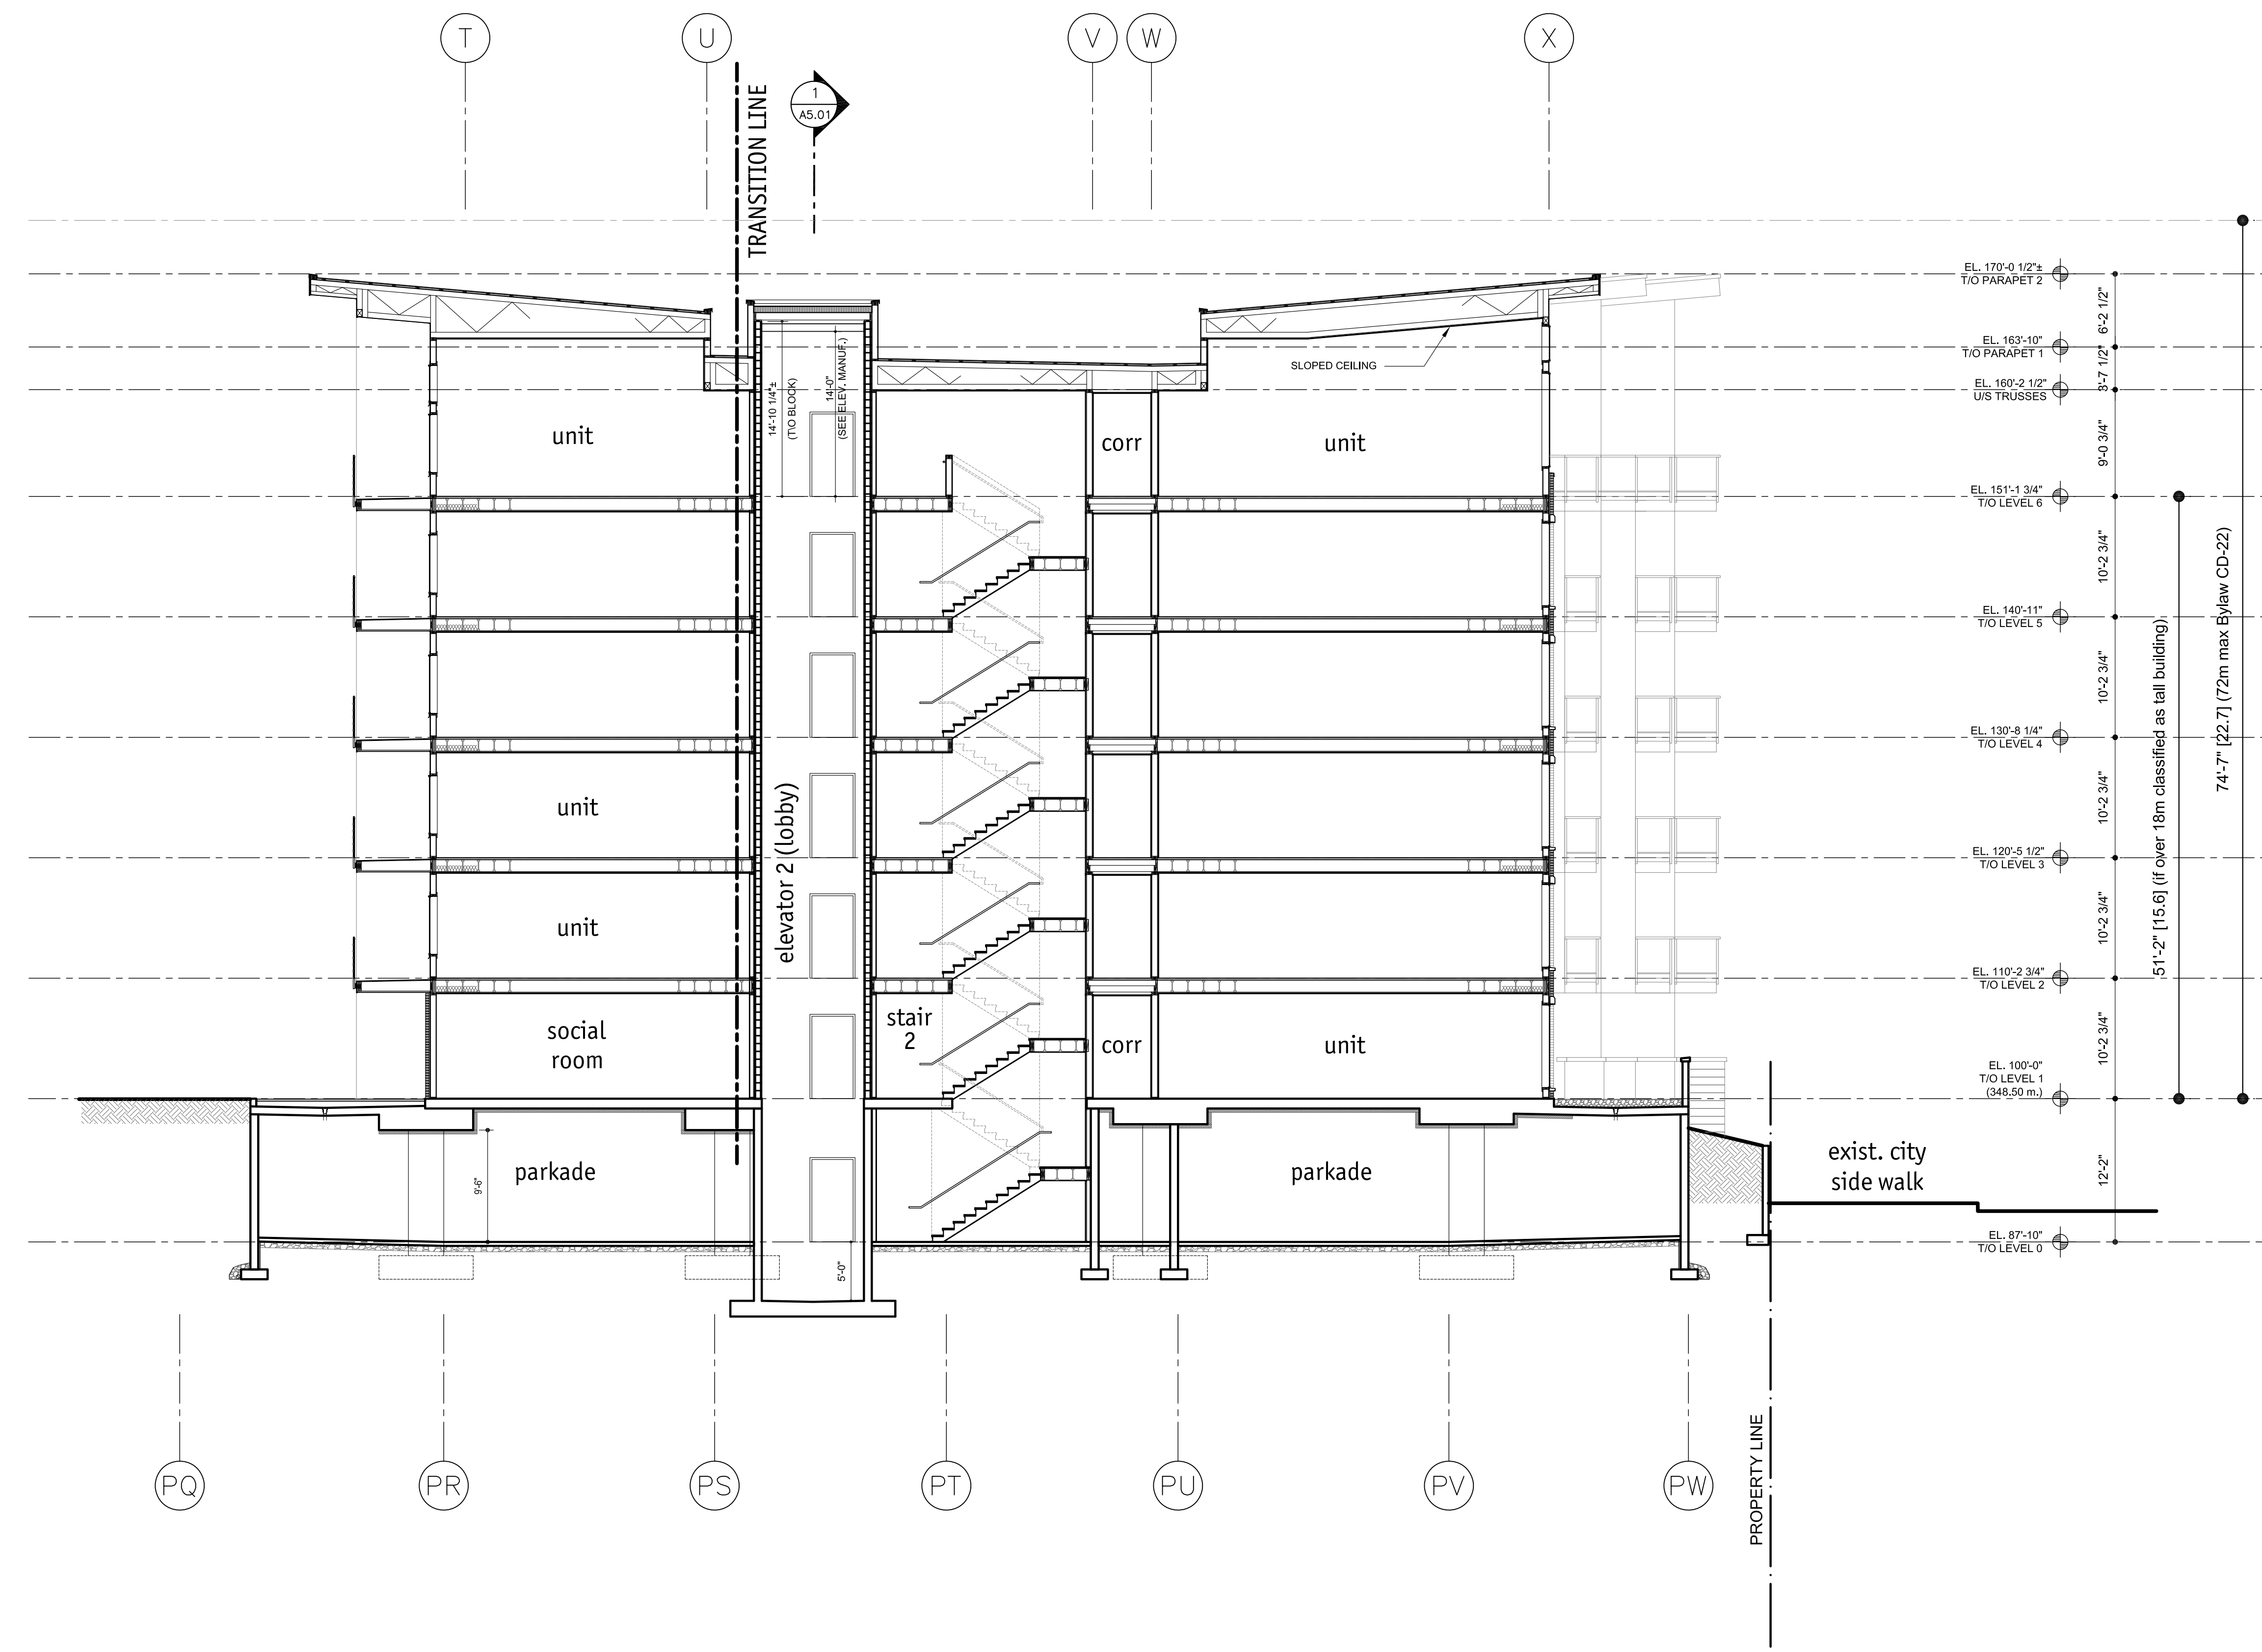 T
U
V
W
X
TRANSITION LINE
1
A5.01
EL. 170'-0 1/2"±
T/O PARAPET 2
6'-2 1/2"
EL. 163'-10"
T/O PARAPET 1
3'-7 1/2"
EL. 160'-2 1/2"
U/S TRUSSES
9'-0 3/4"
SLOPED CEILING
14'-10 1/4"±
(T\O BLOCK)
14'-0"
(SEE ELEV. MANUF.)
unit
corr
unit
EL. 151'-1 3/4"
T/O LEVEL 6
10'-2 3/4"
EL. 140'-11"
T/O LEVEL 5
10'-2 3/4"
EL. 130'-8 1/4"
T/O LEVEL 4
10'-2 3/4"
unit
elevator 2 (lobby)
EL. 120'-5 1/2"
T/O LEVEL 3
10'-2 3/4"
unit
EL. 110'-2 3/4"
T/O LEVEL 2
10'-2 3/4"
51'-2" [15.6] (if over 18m classified as tall building)
74'-7" [22.7] (72m max Bylaw CD-22)
social
room
stair
2
corr
unit
EL. 100'-0"
T/O LEVEL 1
(348.50 m.)
12'-2"
9'-6"
parkade
parkade
exist. city
side walk
5'-0"
EL. 87'-10"
T/O LEVEL 0
PROPERTY LINE
PQ
PR
PS
PT
PU
PV
PW